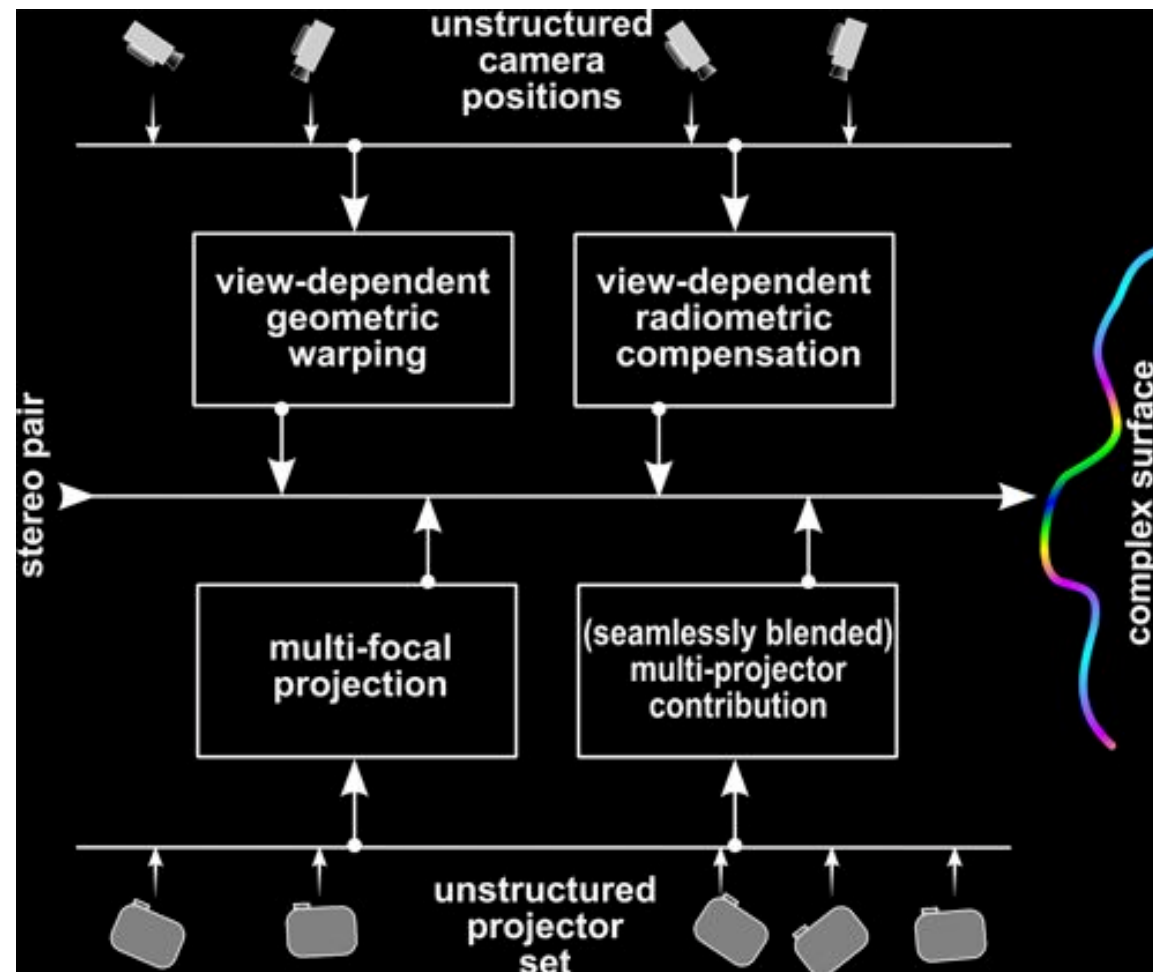 unstructured
camera
positions
view-dependent
geometric
warping
view-dependent
radiometric
compensation
stereo pair
complex surface
multi-focal
projection
(seamlessly blended)
multi-projector
contribution
unstructured
projector
set